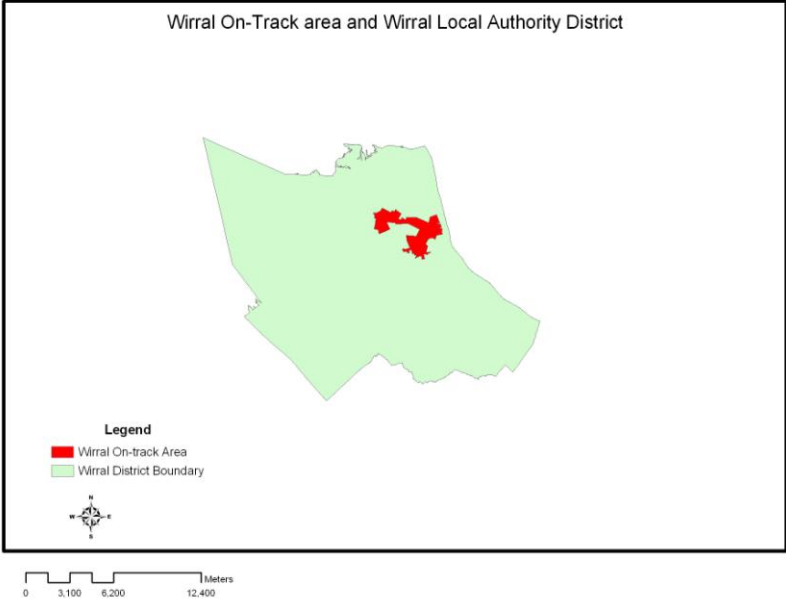 Wirral On-Track area and Wirral Local Authority District
Legend
Wirral On-track Area
Wirral District Boundary
N
W E
S
Meters
0 3,100 6,200 12,400